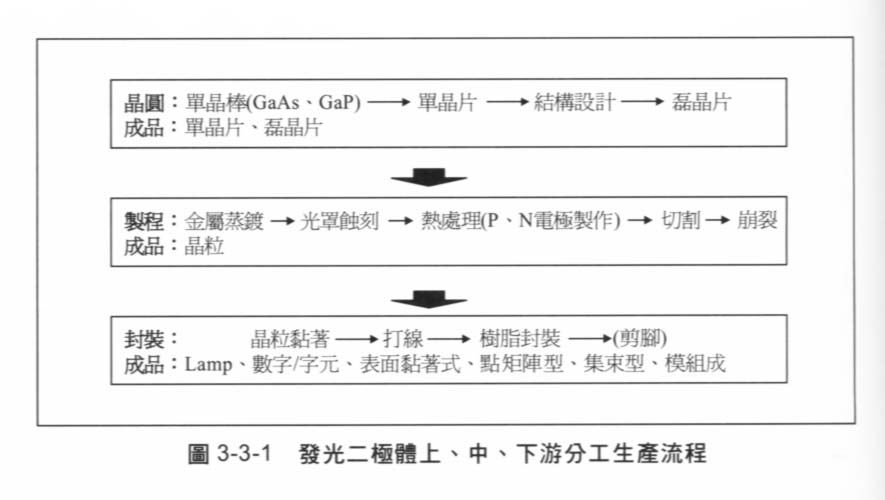 晶圓：單晶棒(GaAs、GaP) → 單晶片 → 結構設計 → 磊晶片
成品：單晶片、磊晶片
製程：金屬蒸鍍 → 光罩蝕刻 → 熱處理(P、N電極製作) → 切割 → 崩裂
成品：晶粒
封裝： 晶粒黏著 → 打線 → 樹脂封裝 → (剪腳)
成品：Lamp、數字/字元、表面黏著式、點矩陣型、集束型、模組成
圖 3-3-1 發光二極體上、中、下游分工生產流程